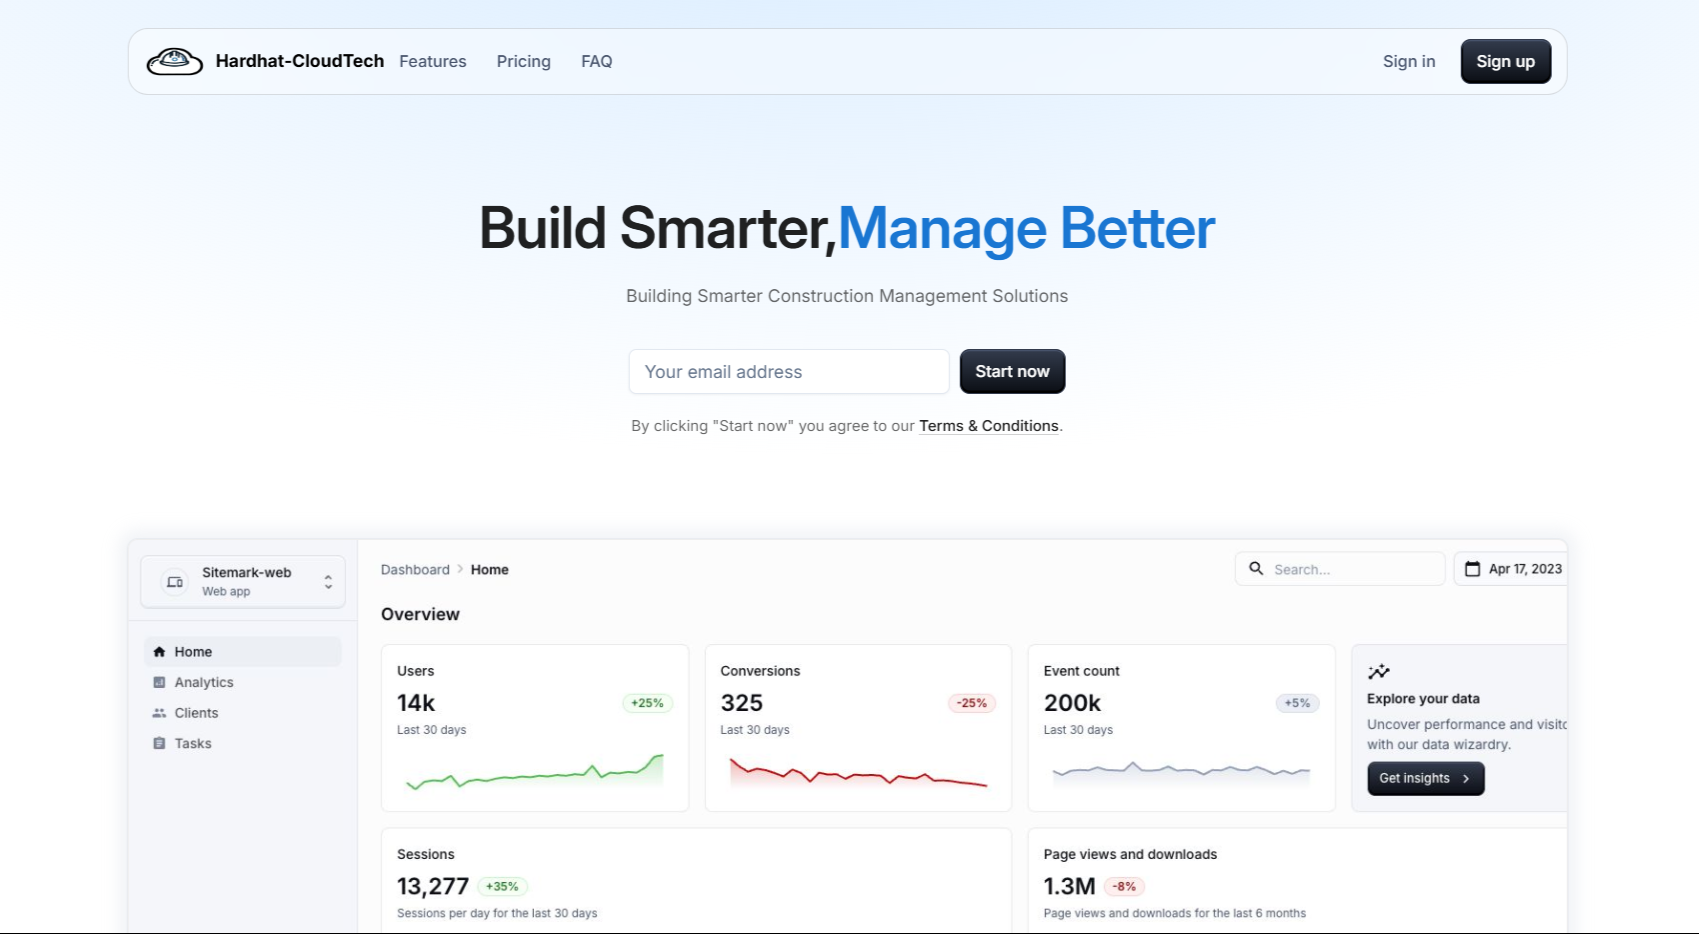 Hardhat-CloudTech Features Pricing FAQ Sign in Sign up
Build Smarter,Manage Better
Building Smarter Construction Management Solutions
Your email address Start now
By clicking "Start now" you agree to our Terms & Conditions.
Sitemark-web
Web app
Home
Analytics
Clients
Tasks
Dashboard > Home
Search...
Apr 17, 2023
Overview
Users
14k +25%
Last 30 days
Conversions
325 -25%
Last 30 days
Event count
200k +5%
Last 30 days
Explore your data
Uncover performance and visito
with our data wizardry.
Get insights >
Sessions
13,277 +35%
Sessions per day for the last 30 days
Page views and downloads
1.3M -8%
Page views and downloads for the last 6 months